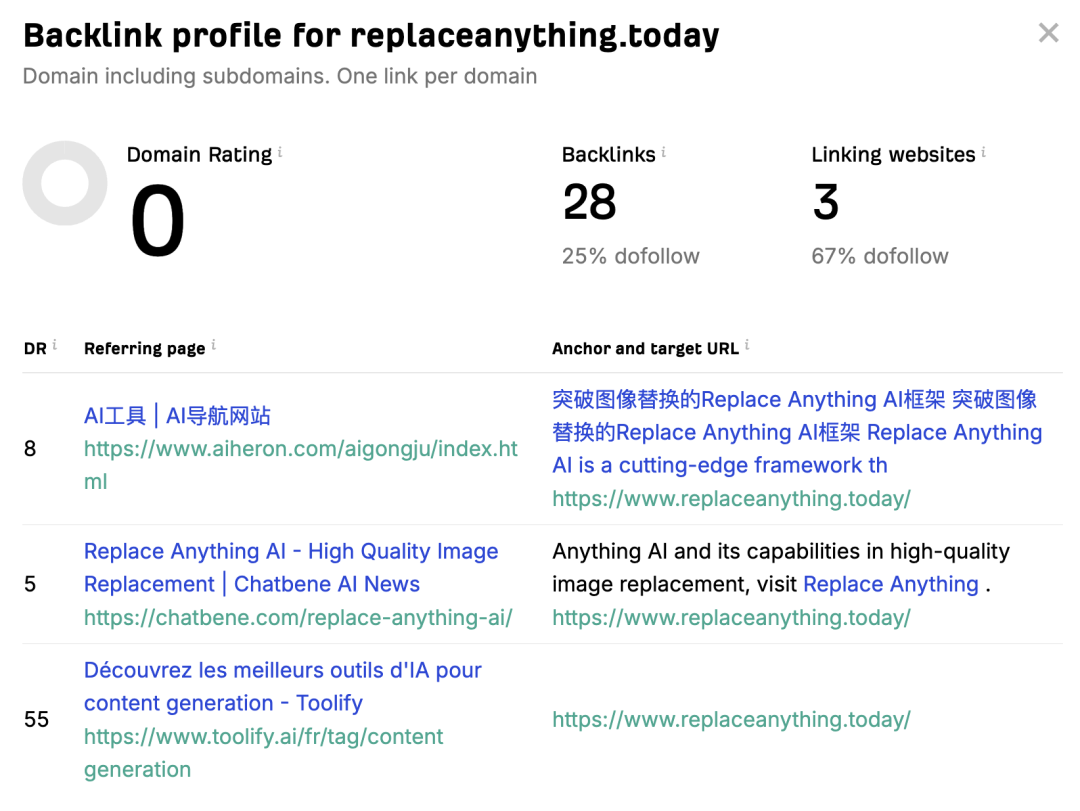 Backlink profile for replaceanything.today
×
Domain including subdomains. One link per domain
Domain Rating i
0
Backlinks i
28
25% dofollow
Linking websites i
3
67% dofollow
DR i
Referring page i
Anchor and target URL i
8
AI工具 | AI导航网站
https://www.aiheron.com/aigongju/index.ht
ml
突破图像替换的Replace Anything AI框架 突破图像
替换的Replace Anything AI框架 Replace Anything
AI is a cutting-edge framework th
https://www.replaceanything.today/
5
Replace Anything AI - High Quality Image
Replacement | Chatbene AI News
https://chatbene.com/replace-anything-ai/
Anything AI and its capabilities in high-quality
image replacement, visit Replace Anything .
https://www.replaceanything.today/
55
Découvrez les meilleurs outils d'IA pour
content generation - Toolify
https://www.toolify.ai/fr/tag/content
generation
https://www.replaceanything.today/